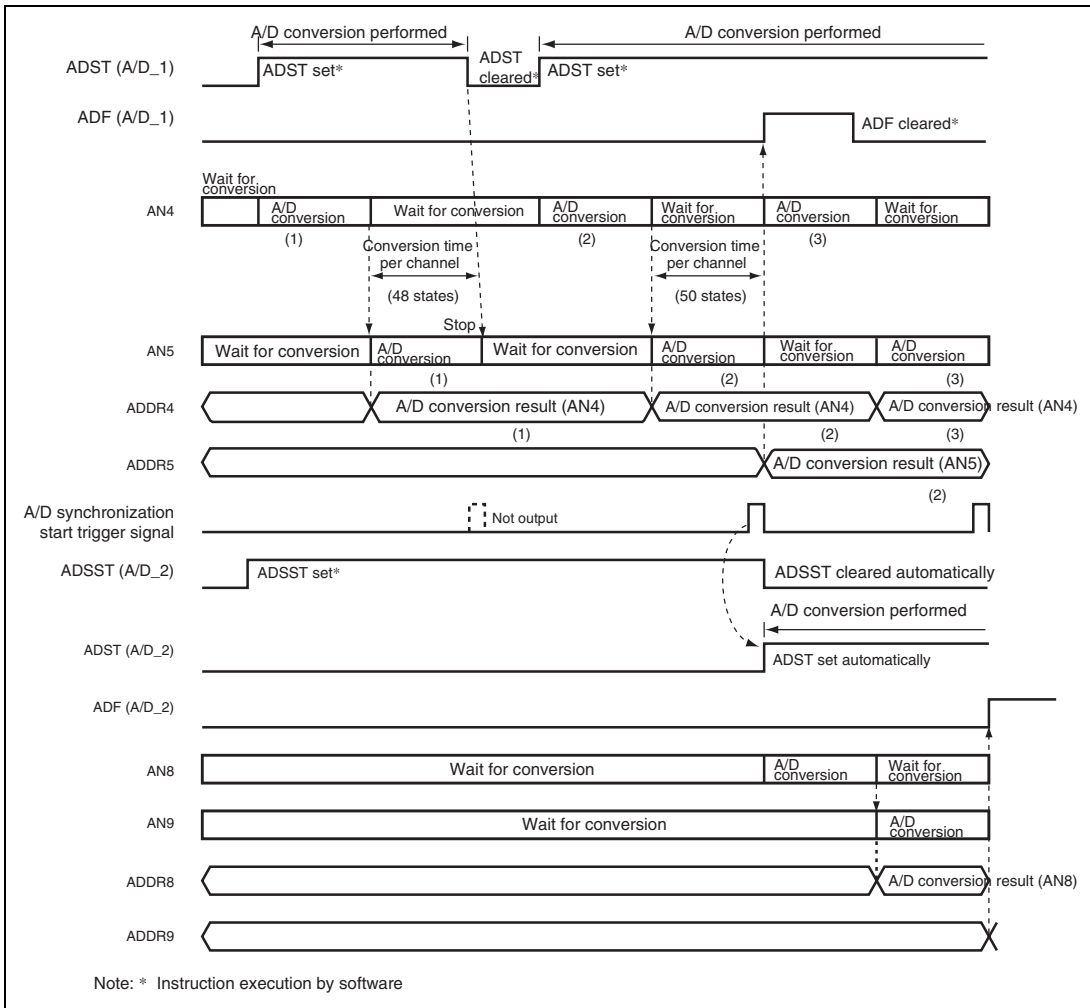 A/D conversion performed
A/D conversion performed
ADST (A/D_1)
ADST set*
ADST
cleared*
ADST set*
ADF (A/D_1)
ADF cleared*
Wait for
conversion
AN4
A/D
conversion
Wait for conversion
A/D
conversion
Wait for
conversion
A/D
conversion
Wait for
conversion
(1)
(2)
(3)
Conversion time
per channel
Conversion time
per channel
(48 states)
(50 states)
Stop
AN5
Wait for conversion
A/D
conversion
Wait for conversion
A/D
conversion
Wait for
conversion
A/D
conversion
(1)
(2)
(3)
ADDR4
A/D conversion result (AN4)
A/D conversion result (AN4)
A/D conversion result (AN4)
(1)
(2)
(3)
ADDR5
A/D conversion result (AN5)
(2)
A/D synchronization
start trigger signal
Not output
ADSST (A/D_2)
ADSST set*
ADSST cleared automatically
A/D conversion performed
ADST (A/D_2)
ADST set automatically
ADF (A/D_2)
AN8
Wait for conversion
A/D
conversion
Wait for
conversion
AN9
Wait for conversion
A/D
conversion
ADDR8
A/D conversion result (AN8)
ADDR9
Note: * Instruction execution by software